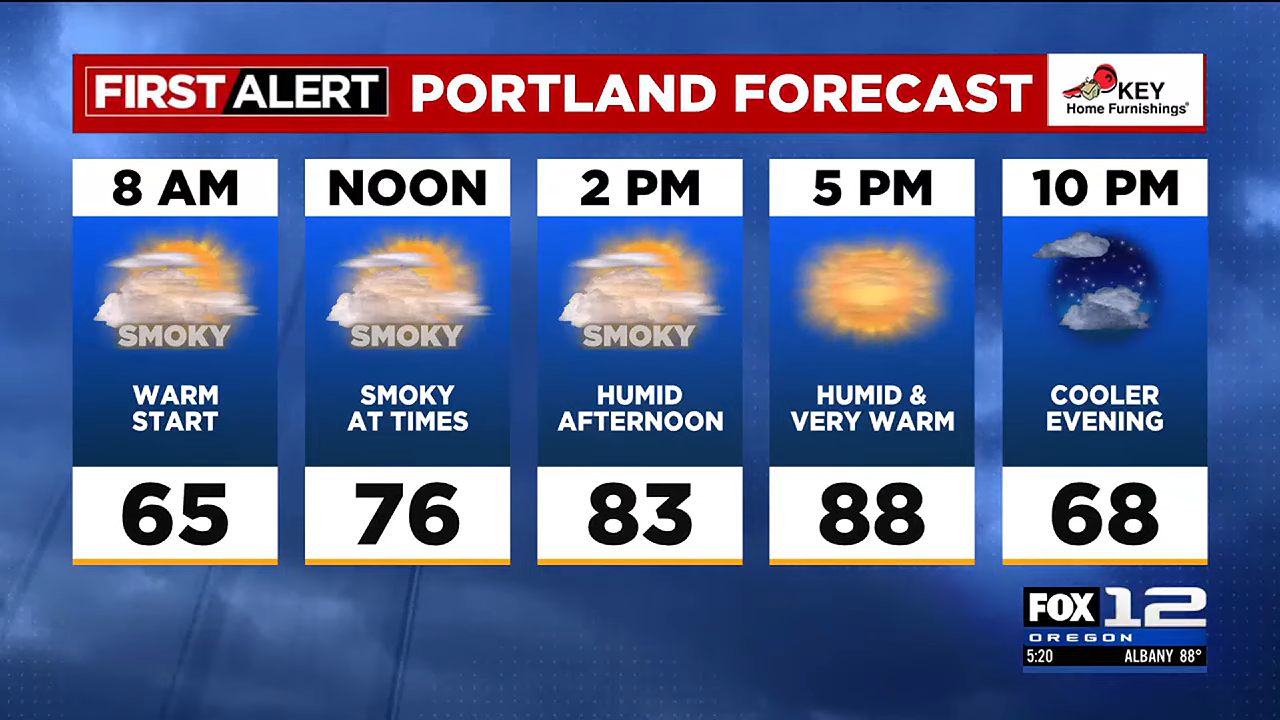 FIRST ALERT PORTLAND FORECAST
KEY
Home Furnishings®
8 AM
SMOKY
WARM
START
65
NOON
SMOKY
SMOKY
AT TIMES
76
2 PM
SMOKY
HUMID
AFTERNOON
83
5 PM
HUMID &
VERY WARM
88
10 PM
COOLER
EVENING
68
FOX 12
OREGON
5:20 ALBANY 88°